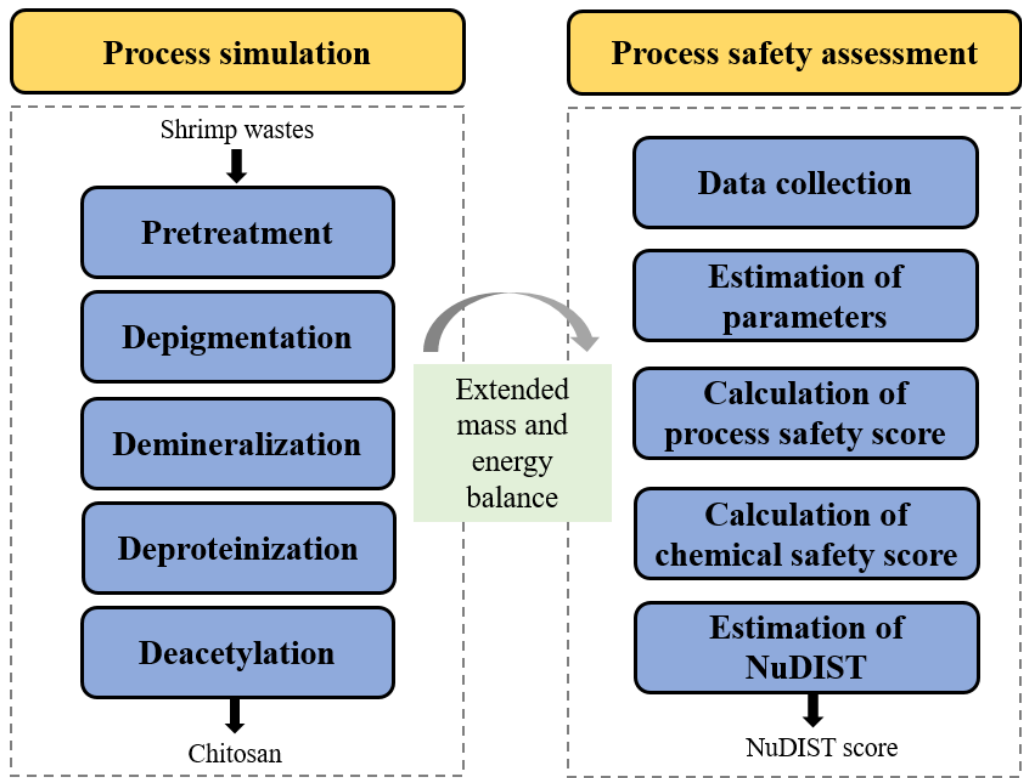 Process simulation
Shrimp wastes
Pretreatment
Depigmentation
Demineralization
Deproteinization
Deacetylation
Chitosan
Extended
mass and
energy
balance
Process safety assessment
Data collection
Estimation of
parameters
Calculation of
process safety score
Calculation of
chemical safety score
Estimation of
NuDIST
NuDIST score